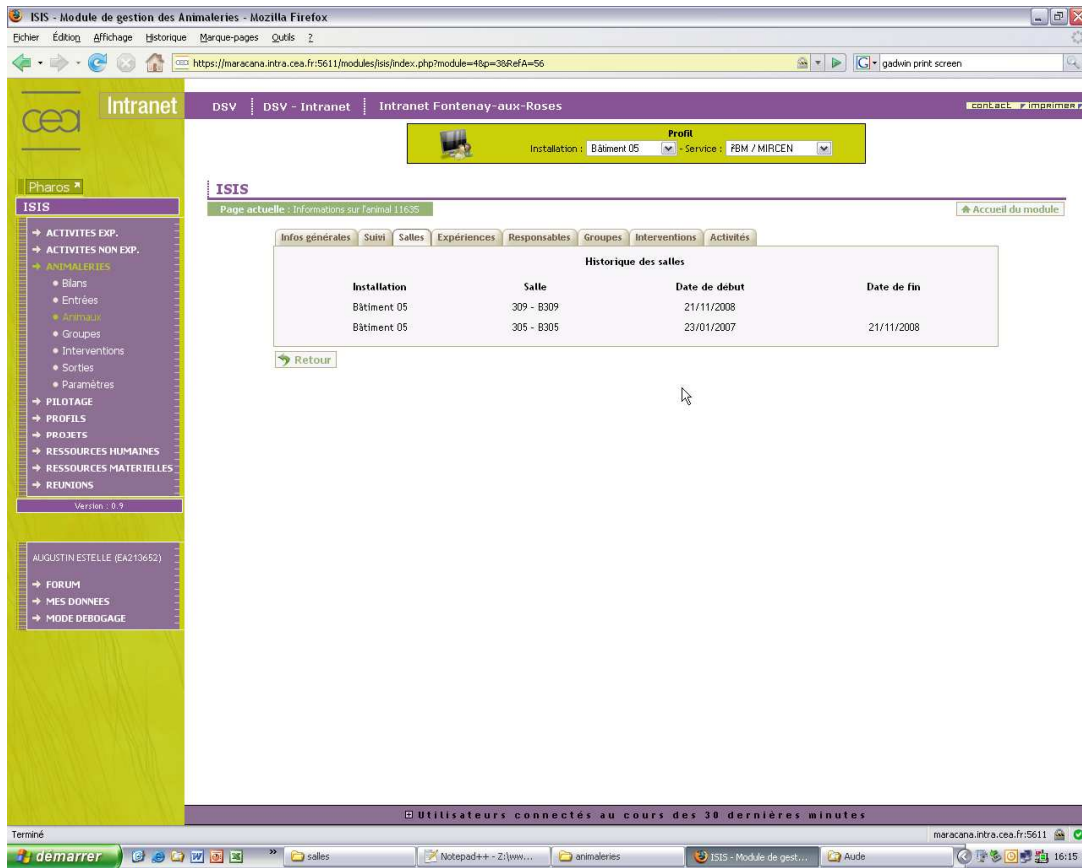 ISIS - Module de gestion des Animaleries - Mozilla Firefox
Fichier Édition Affichage Historique Marque-pages Outils ?
https://maracana.intra.cea.fr:5611/modules/isis/index.php?module=4&p=3&RefA=56 gadwin print screen
cea Intranet DSV DSV - Intranet Intranet Fontenay-aux-Roses contact imprimer
Profil
Installation : Bâtiment 05 - Service : I²BM / MIRCEN
Pharos
ISIS
ISIS
Page actuelle : Informations sur l'animal 11635 Accueil du module
ACTIVITES EXP.
ACTIVITES NON EXP.
ANIMALERIES
Bilans
Entrées
Animaux
Groupes
Interventions
Sorties
Paramètres
PILOTAGE
PROFILS
PROJETS
RESSOURCES HUMAINES
RESSOURCES MATERIELLES
REUNIONS
Version : 0.9
Infos générales Suivi Salles Expériences Responsables Groupes Interventions Activités
Historique des salles
Installation Salle Date de début Date de fin
Bâtiment 05 309 - B309 21/11/2008
Bâtiment 05 305 - B305 23/01/2007 21/11/2008
Retour
AUGUSTIN ESTELLE (EA213652)
FORUM
MES DONNEES
MODE DEBOGAGE
Utilisateurs connectés au cours des 30 dernières minutes
Terminé maracana.intra.cea.fr:5611
démarrer » salles Notepad++ - Z:\ww... animaleries ISIS - Module de gest... Aude 16:15